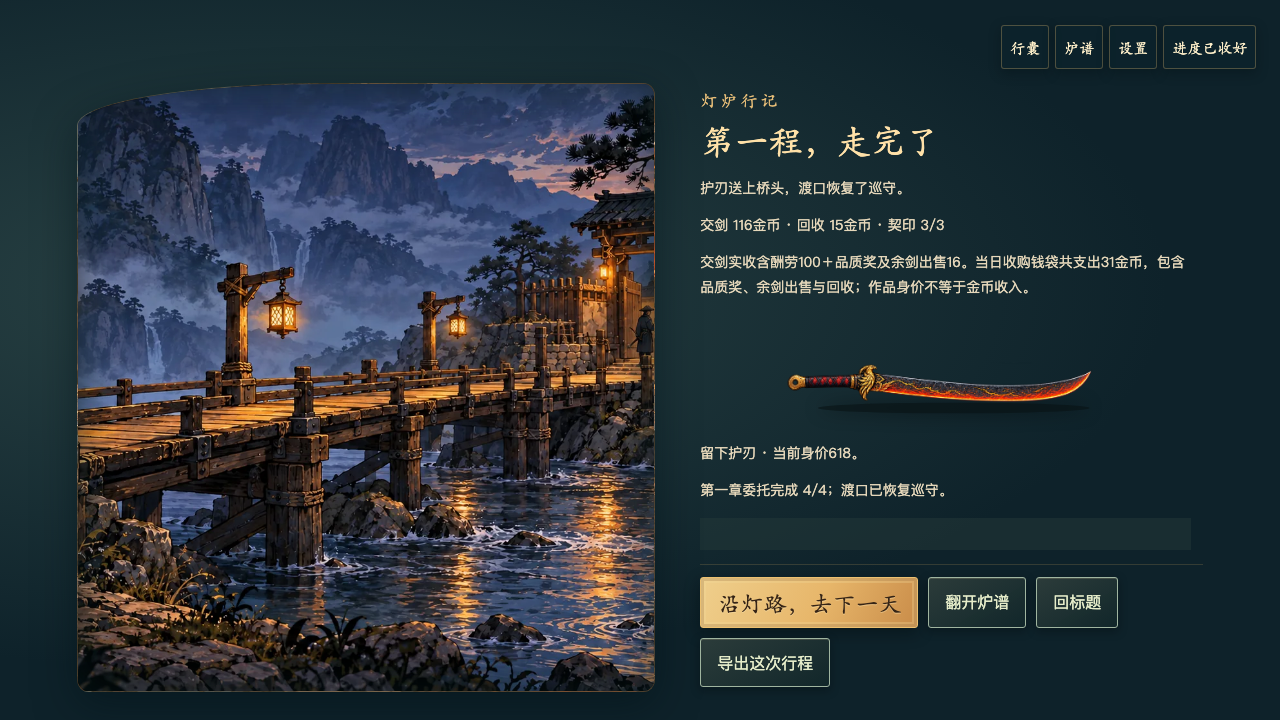 行囊
炉谱
设置
进度已收好
灯炉行记
第一程，走完了
护刃送上桥头，渡口恢复了巡守。
交剑 116金币 · 回收 15金币 · 契印 3/3
交剑实收含酬劳100＋品质奖及余剑出售16。当日收购钱袋共支出31金币，包含
品质奖、余剑出售与回收；作品身价不等于金币收入。
留下护刃 · 当前身价618。
第一章委托完成 4/4；渡口已恢复巡守。
沿灯路，去下一天
翻开炉谱
回标题
导出这次行程